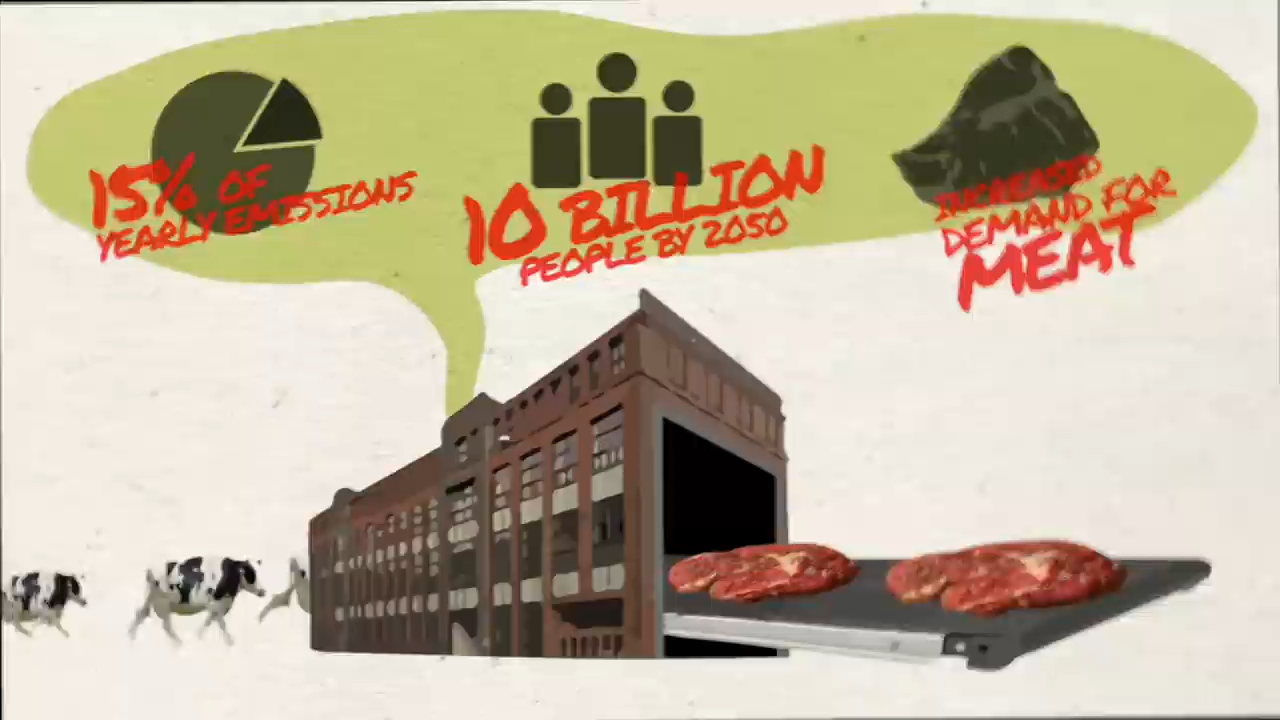 15% OF
YEARLY EMISSIONS
10 BILLION
PEOPLE BY 2050
INCREASED
DEMAND FOR
MEAT